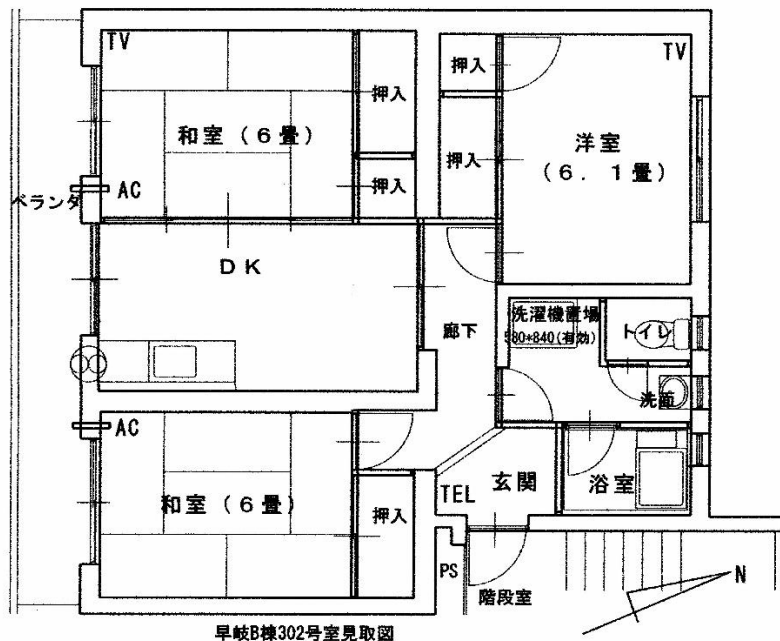 TV
TV
押入
押入
和室（６畳）
押入
洋室
（６．１畳）
押入
AC
ベランダ
ＤＫ
洗濯機置場
580*840(有効)
トイレ
廊下
洗面
AC
和室（６畳）
押入
TEL
玄関
浴室
PS
階段室
N
早岐B棟302号室見取図